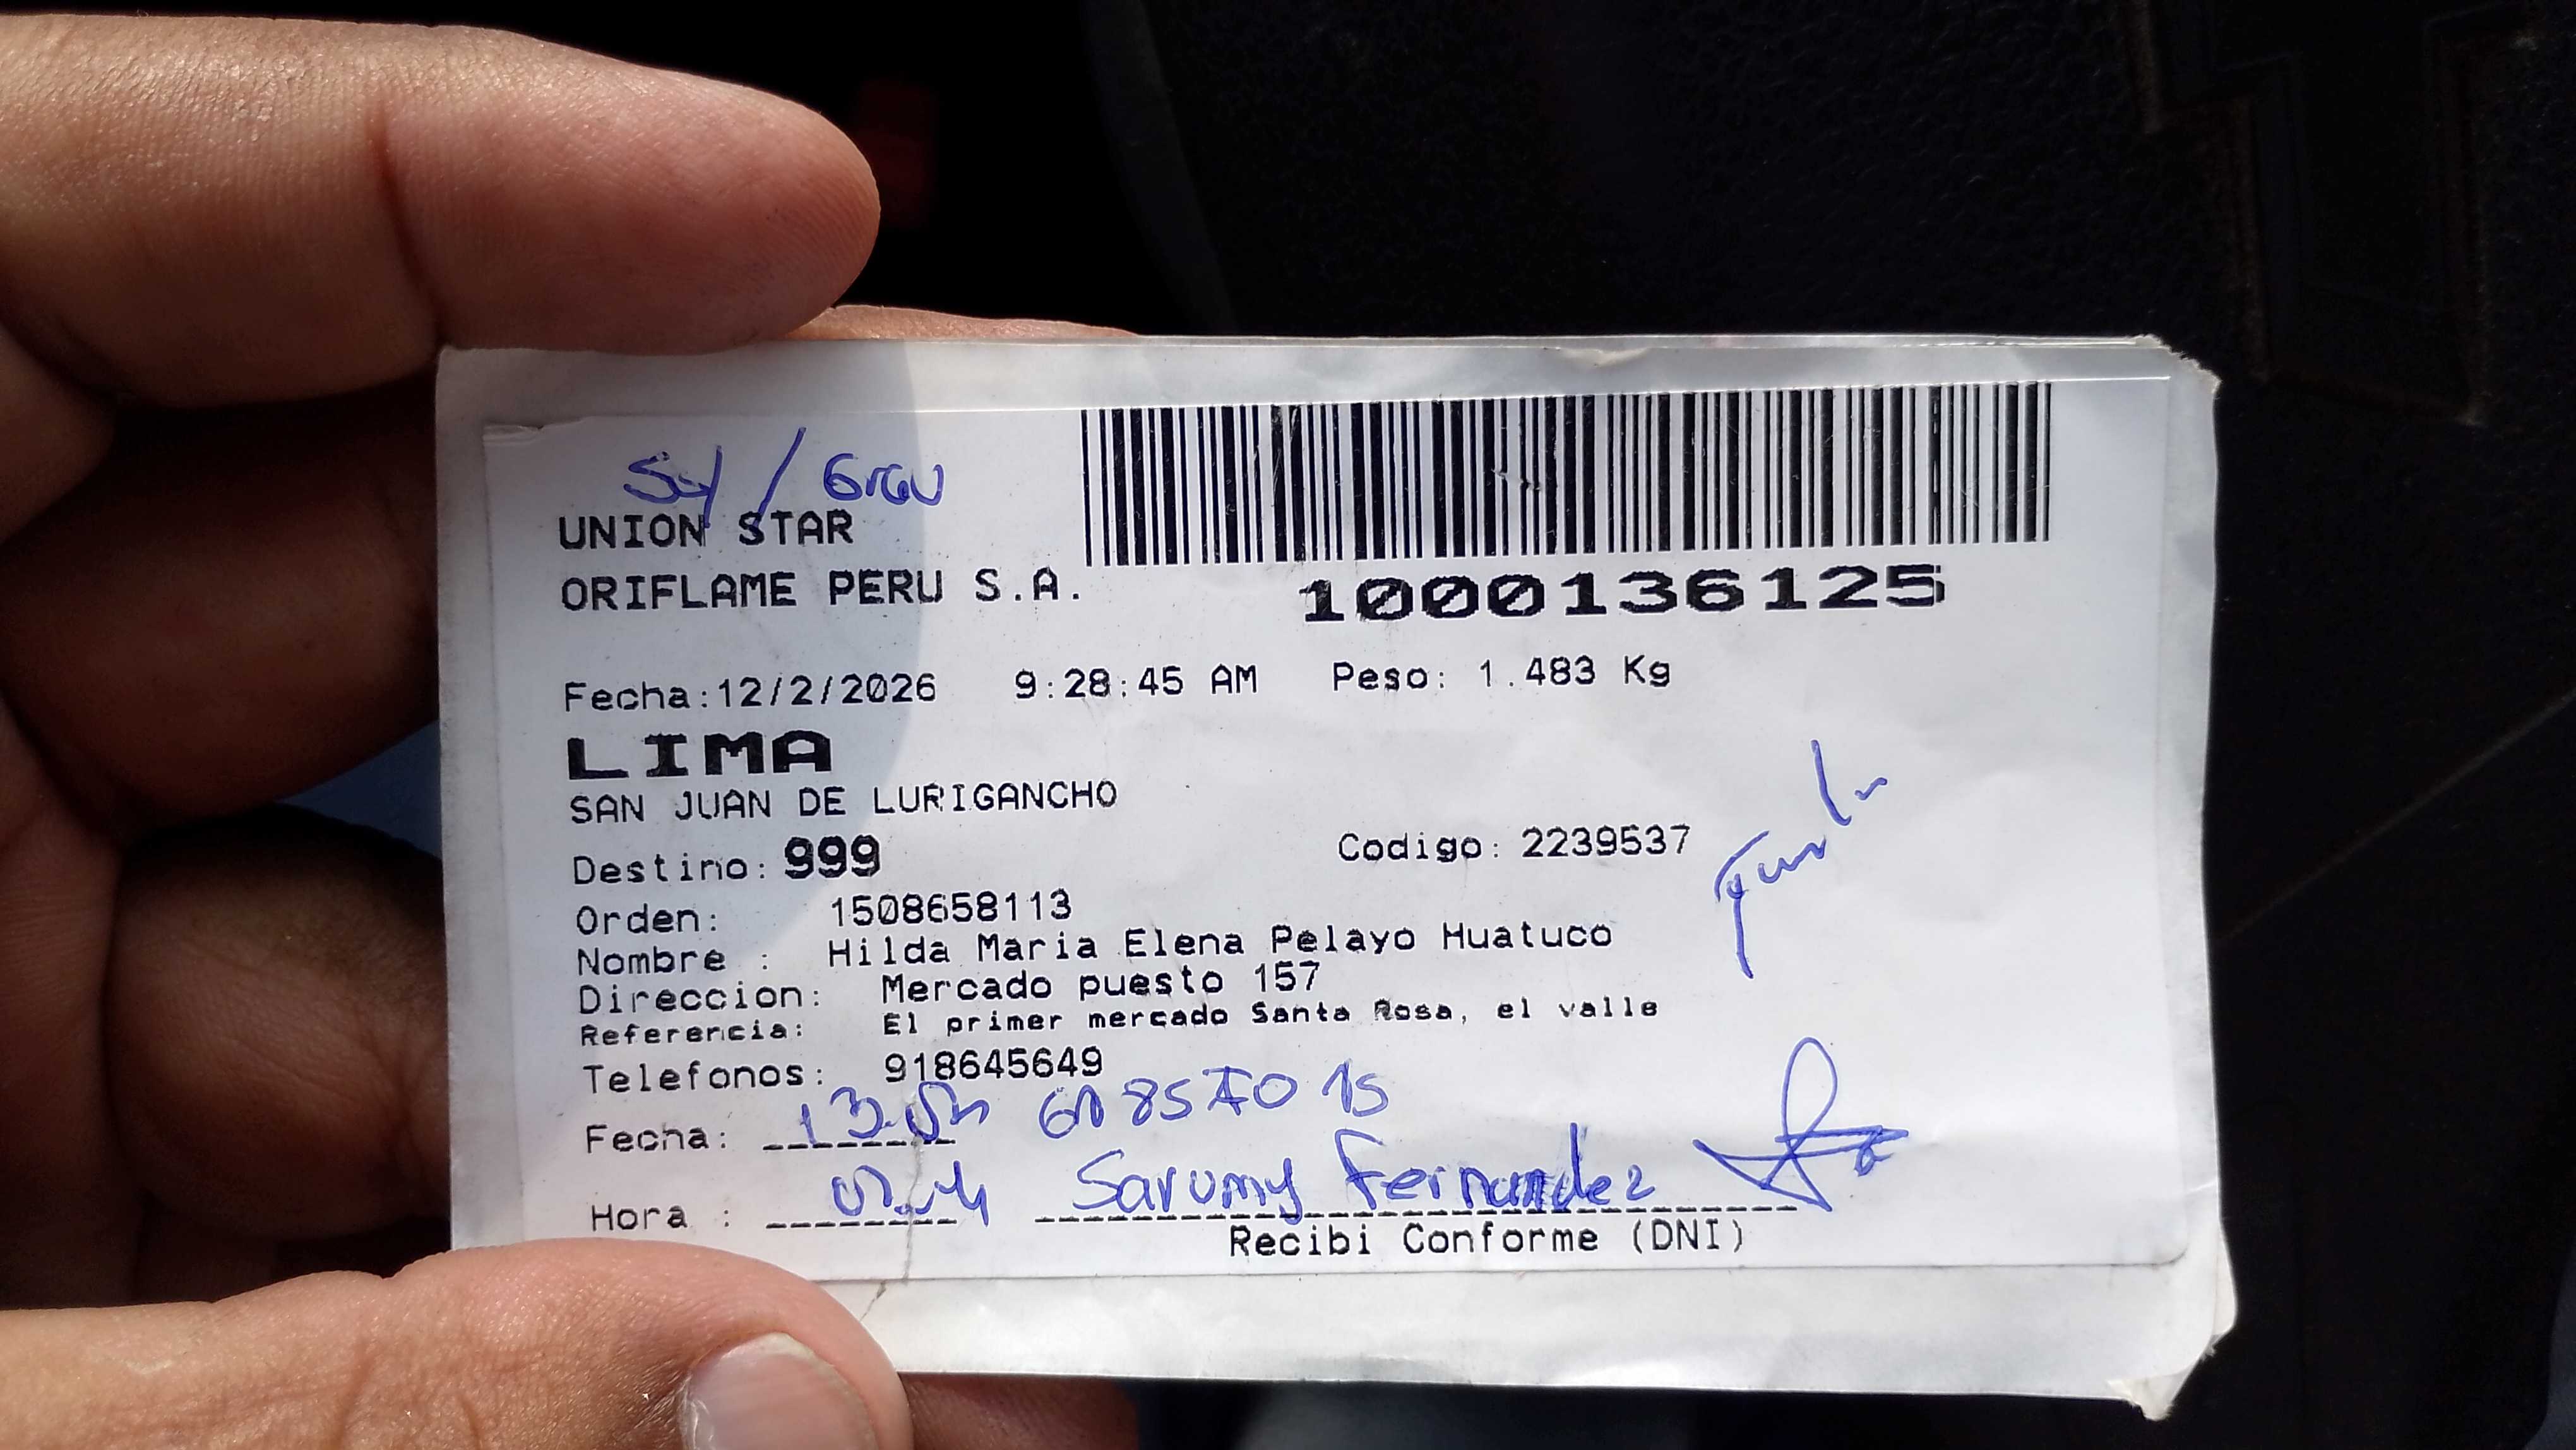 UNION STAR
ORIFLAME PERU S.A.
1000136125
Fecha:12/2/2026 9:28:45 AM Peso: 1.483 Kg
LIMA
SAN JUAN DE LURIGANCHO
Destino: 999 Codigo: 2239537
Orden: 1508658113
Nombre : Hilda Maria Elena Pelayo Huatuco
Direccion: Mercado puesto 157
Referencia: El primer mercado Santa Rosa, el valle
Telefonos: 918645649
Fecha:
Hora : Sarumy Fernandez
Recibi Conforme (DNI)